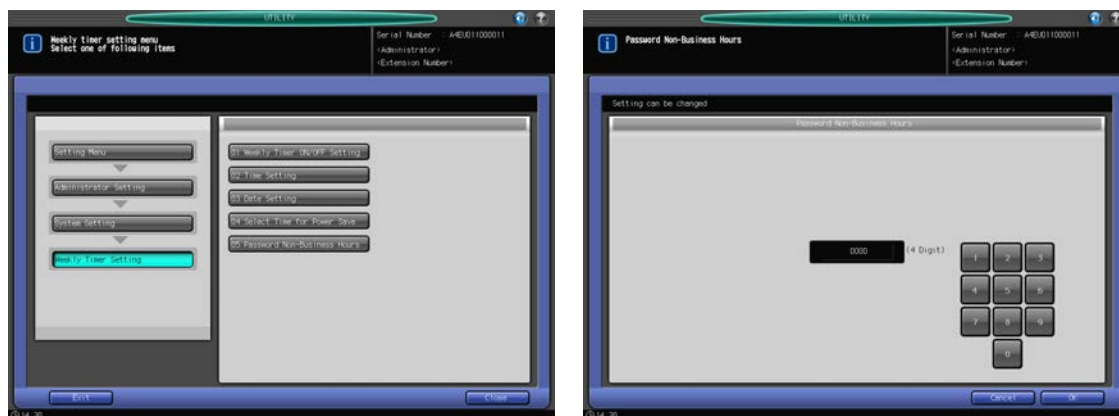 UTILITY
Weekly timer setting menu
Select one of following items
Serial Number : A4EU011000011
<Administrator>
<Extension Number>
Setting Menu
Administrator Setting
System Setting
Weekly Timer Setting
01 Weekly Timer ON/OFF Setting
02 Time Setting
03 Date Setting
04 Select Time for Power Save
05 Password Non-Business Hours
Exit
Close
14:30
UTILITY
Password Non-Business Hours
Serial Number : A4EU011000011
<Administrator>
<Extension Number>
Setting can be changed
Password Non-Business Hours
0000
(4 Digit)
1 2 3
4 5 6
7 8 9
0
Cancel
OK
14:30